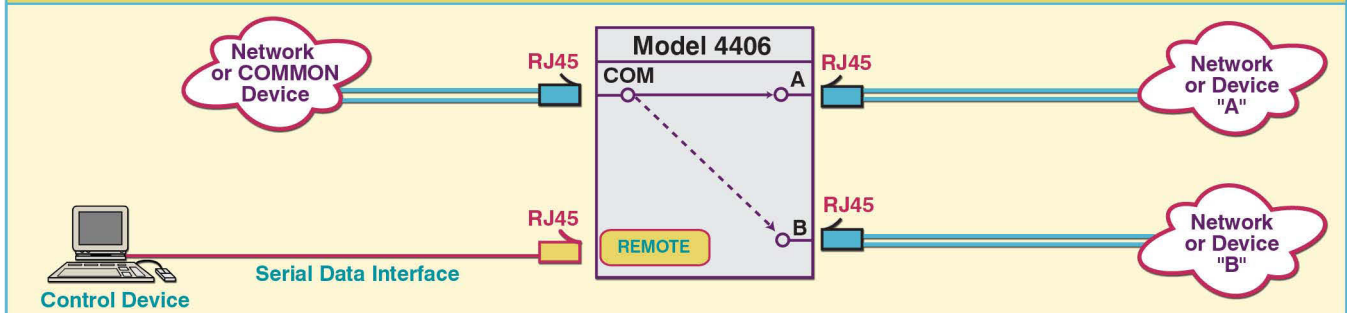 Network
or COMMON
Device
RJ45
Model 4406
COM
A
RJ45
Network
or Device
"A"
RJ45
REMOTE
B
RJ45
Network
or Device
"B"
Serial Data Interface
Control Device